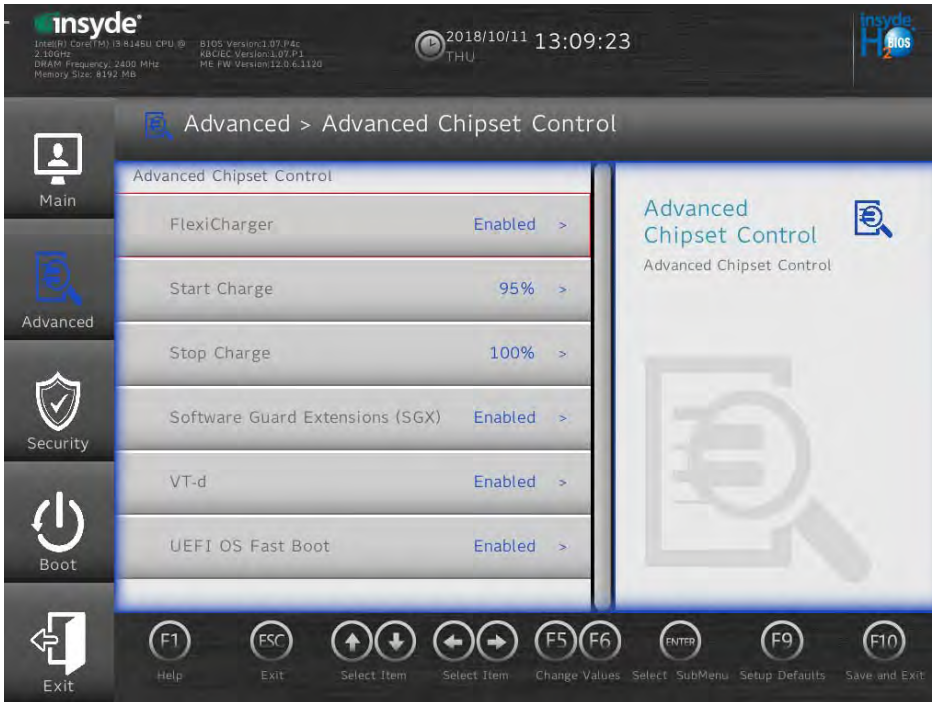 insyde®
Intel(R) Core(TM) i3 8145U CPU @
2.10GHz
DRAM Frequency: 2400 MHz
Memory Size: 8192 MB
BIOS Version:1.07.P4c
KBC/EC Version:1.07.P1
ME FW Version:12.0.6.1120
2018/10/11 13:09:23
THU
insyde
H2BIOS
Advanced > Advanced Chipset Control
Main
Advanced
Security
Boot
Exit
Advanced Chipset Control
FlexiCharger Enabled >
Start Charge 95% >
Stop Charge 100% >
Software Guard Extensions (SGX) Enabled >
VT-d Enabled >
UEFI OS Fast Boot Enabled >
Advanced
Chipset Control
Advanced Chipset Control
F1 ESC F5 F6 ENTER F9 F10
Help Exit Select Item Select Item Change Values Select SubMenu Setup Defaults Save and Exit